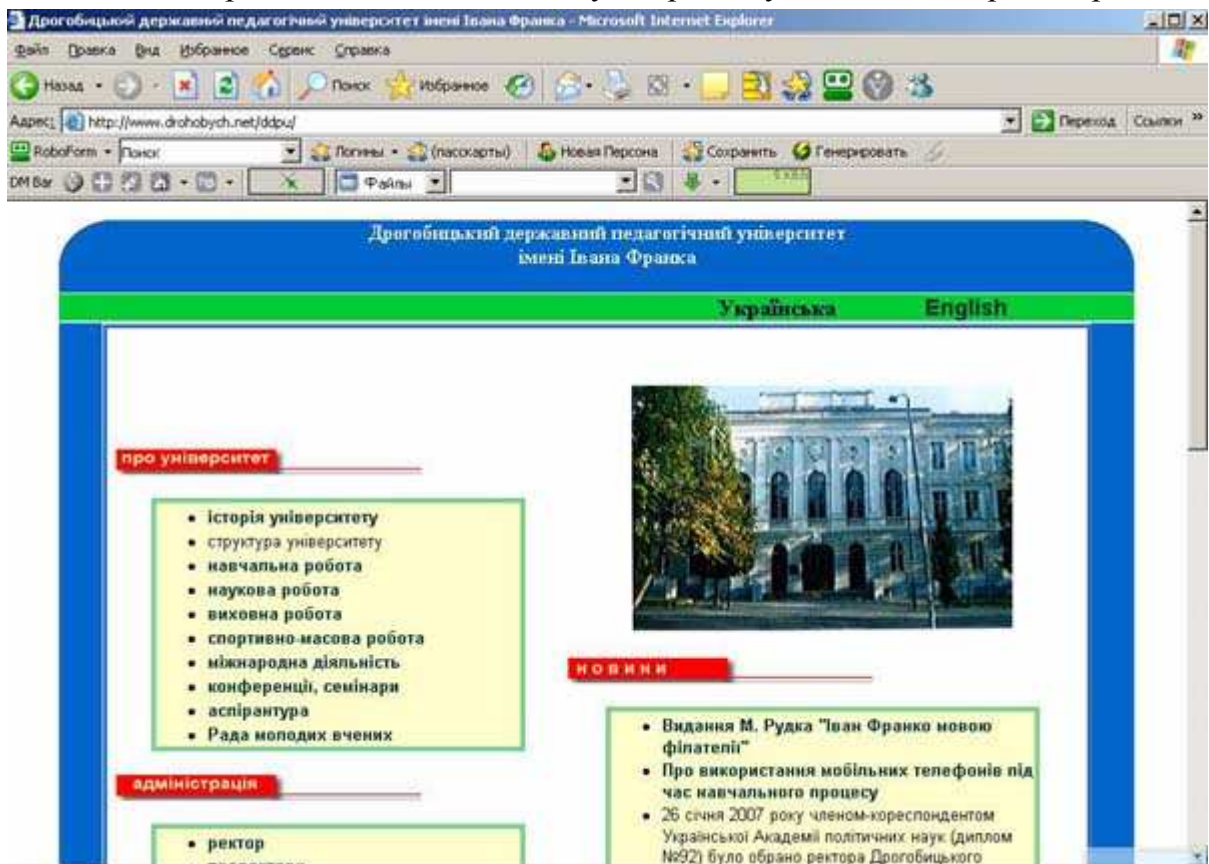 Дрогобицький державний педагогічний університет імені Івана Франка - Microsoft Internet Explorer
Файл Правка Вид Избранное Сервис Справка
Назад Поиск Избранное
Адрес: http://www.drohobych.net/ddpu/ Переход Ссылки »
RoboForm Поиск Логины (пасскарты) Новая Персона Сохранить Генерировать
DM Bar Файлы
Дрогобицький державний педагогічний університет
імені Івана Франка
Українська English
про університет
• історія університету
• структура університету
• навчальна робота
• наукова робота
• виховна робота
• спортивно-масова робота
• міжнародна діяльність
• конференції, семінари
• аспірантура
• Рада молодих вчених
адміністрація
• ректор
новини
• Видання М. Рудка "Іван Франко мовою
філателії"
• Про використання мобільних телефонів під
час навчального процесу
• 26 січня 2007 року членом-кореспондентом
Української Академії політичних наук (диплом
№92) було обрано ректора Дрогобицького